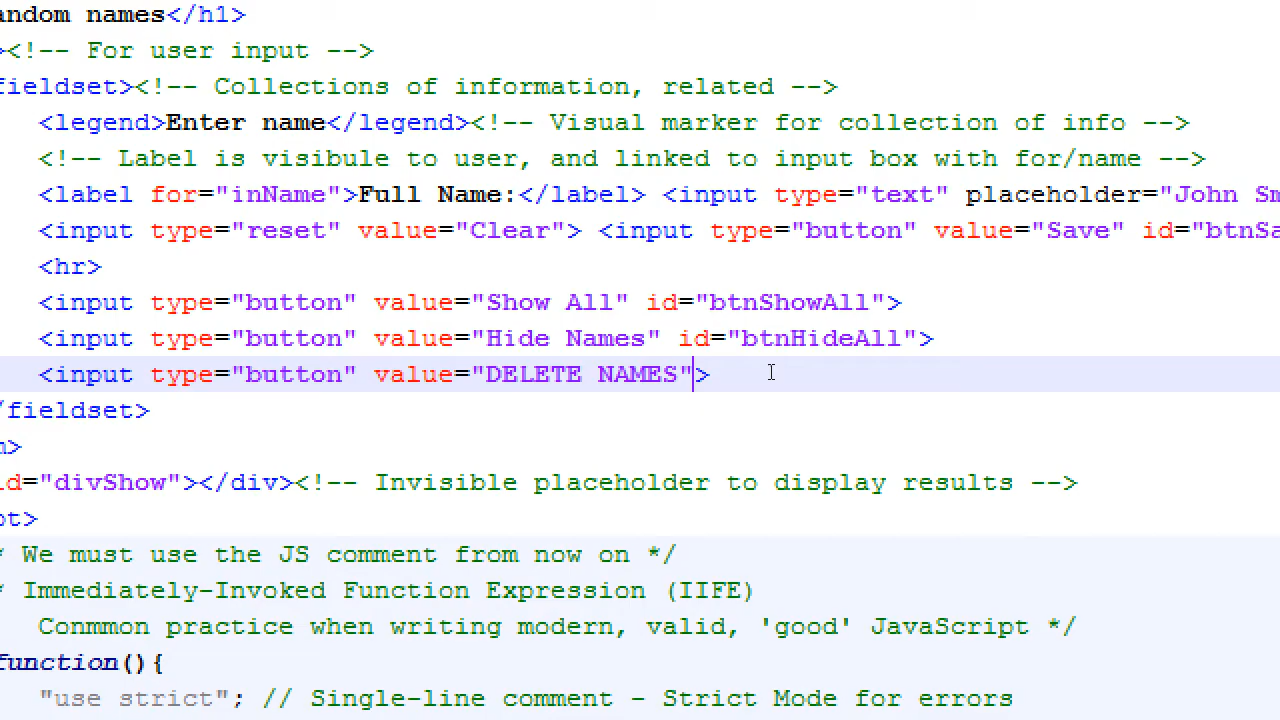 andom names</h1>
><!-- For user input -->
fieldset><!-- Collections of information, related -->
<legend>Enter name</legend><!-- Visual marker for collection of info -->
<!-- Label is visibule to user, and linked to input box with for/name -->
<label for="inName">Full Name:</label> <input type="text" placeholder="John Sm
<input type="reset" value="Clear"> <input type="button" value="Save" id="btnSa
<hr>
<input type="button" value="Show All" id="btnShowAll">
<input type="button" value="Hide Names" id="btnHideAll">
<input type="button" value="DELETE NAMES">
/fieldset>
m>
id="divShow"></div><!-- Invisible placeholder to display results -->
pt>
* We must use the JS comment from now on */
* Immediately-Invoked Function Expression (IIFE)
Conmmon practice when writing modern, valid, 'good' JavaScript */
function(){
"use strict"; // Single-line comment - Strict Mode for errors